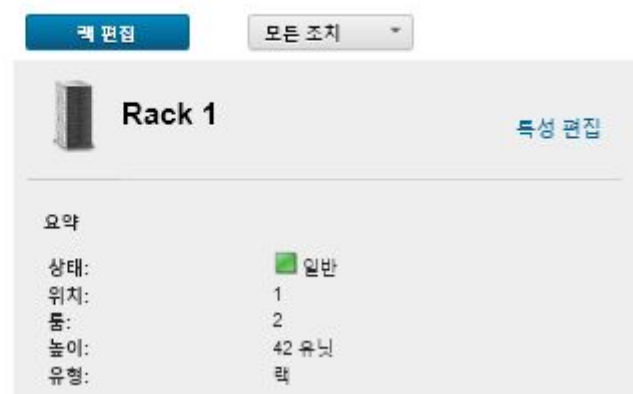 랙 편집 모든 조치
Rack 1
특성 편집
요약
상태: 일반
위치: 1
룸: 2
높이: 42 유닛
유형: 랙